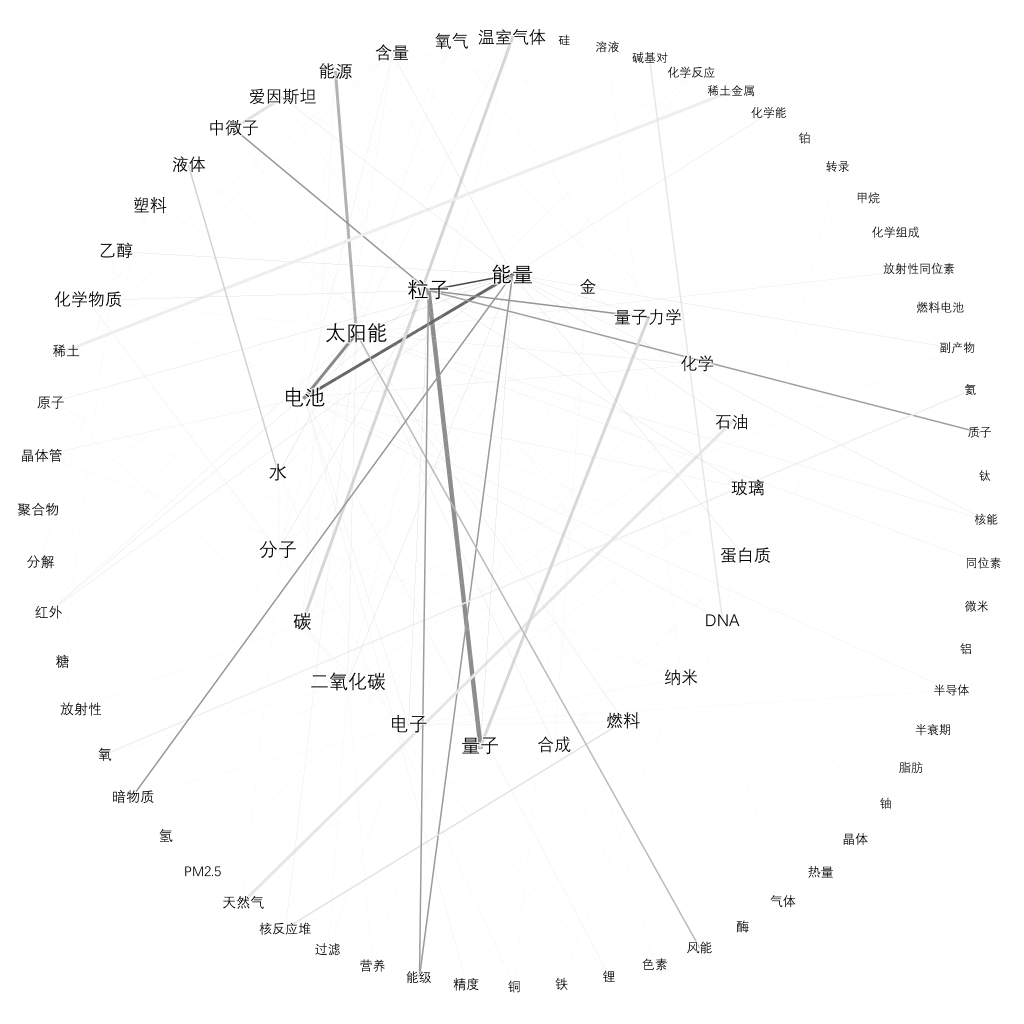 温室气体
硅
氧气
溶液
含量
碱基对
能源
化学反应
稀土金属
爱因斯坦
化学能
中微子
铂
液体
转录
甲烷
塑料
化学组成
乙醇
放射性同位素
能量
金
粒子
化学物质
燃料电池
量子力学
太阳能
副产物
稀土
化学
氦
电池
原子
石油
质子
晶体管
水
钛
玻璃
聚合物
核能
分子
蛋白质
分解
同位素
微米
红外
碳
DNA
铝
糖
纳米
二氧化碳
半导体
放射性
燃料
电子
半衰期
量子
合成
氧
脂肪
暗物质
铀
氢
晶体
PM2.5
热量
天然气
气体
核反应堆
酶
过滤
风能
营养
色素
能级
锂
精度
铁
铜